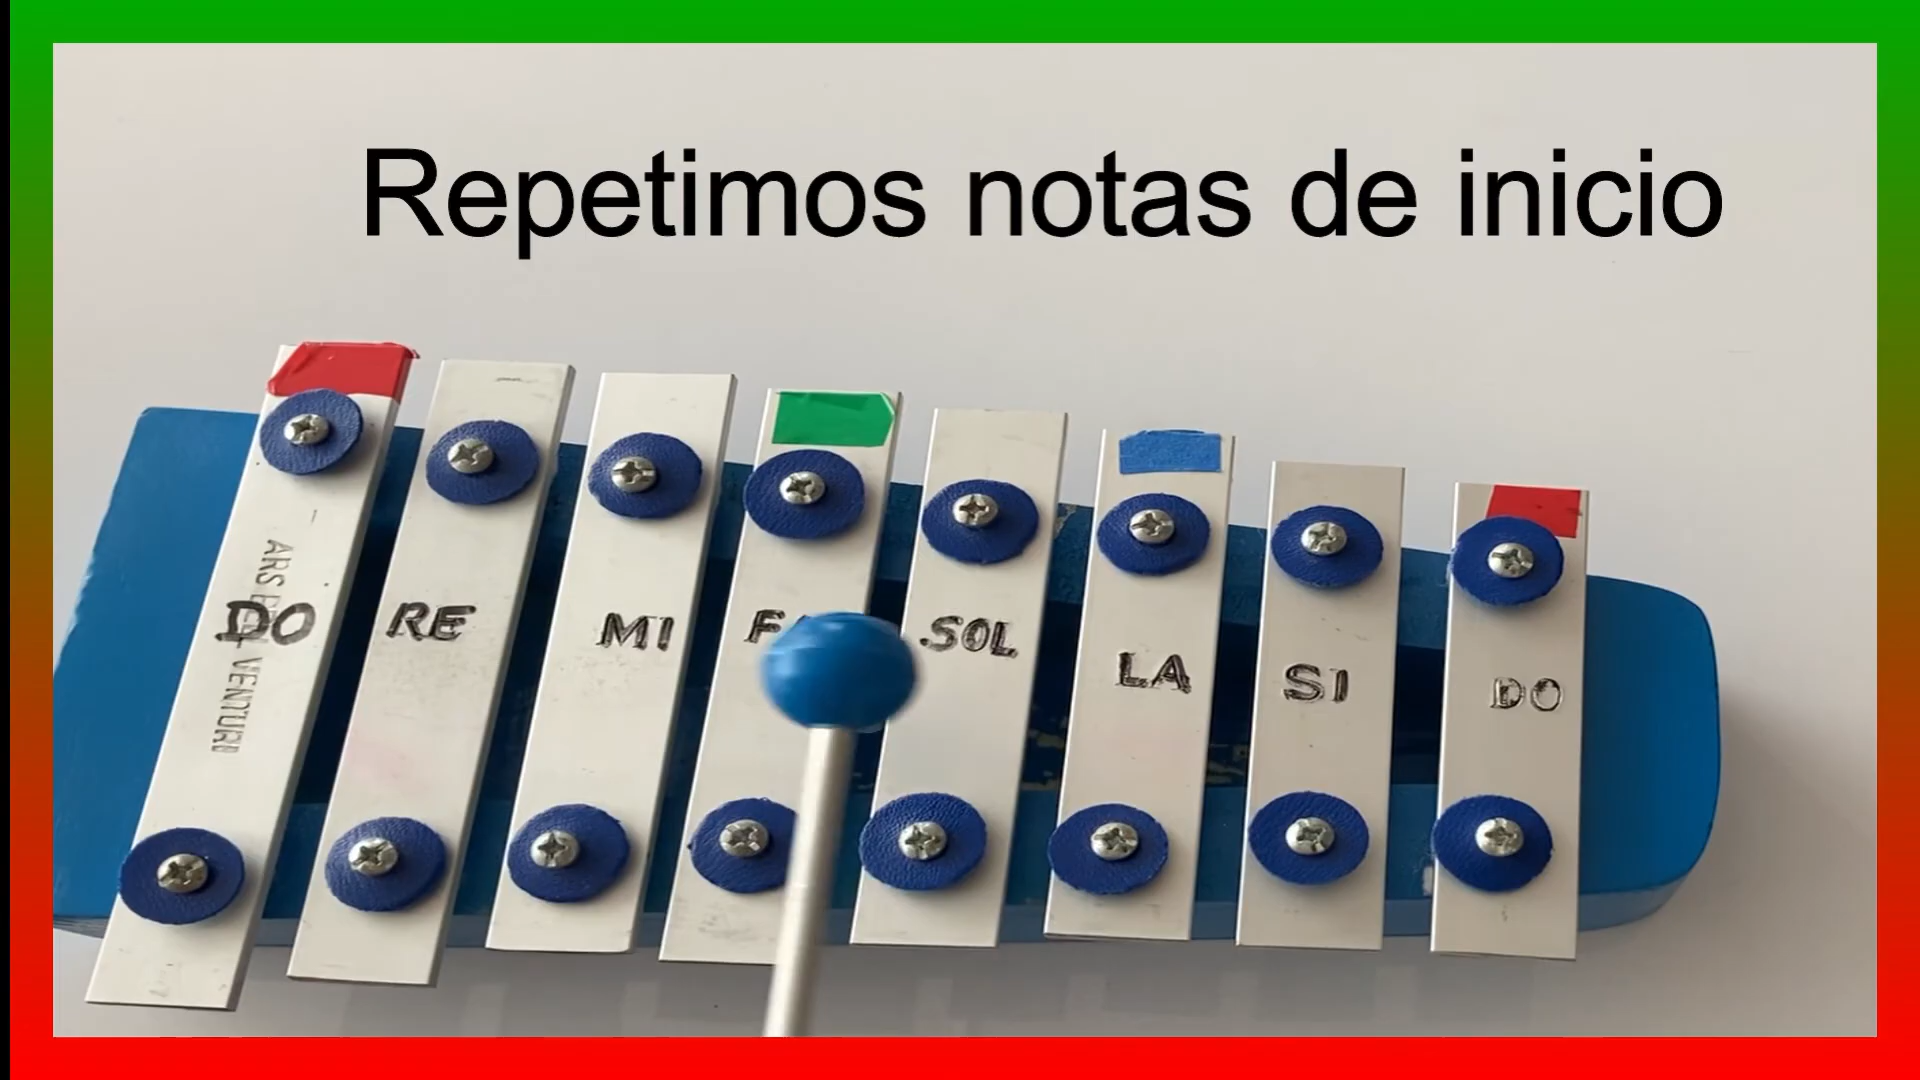 Repetimos notas de inicio
DO
RE
MI
SOL
LA
SI
DO